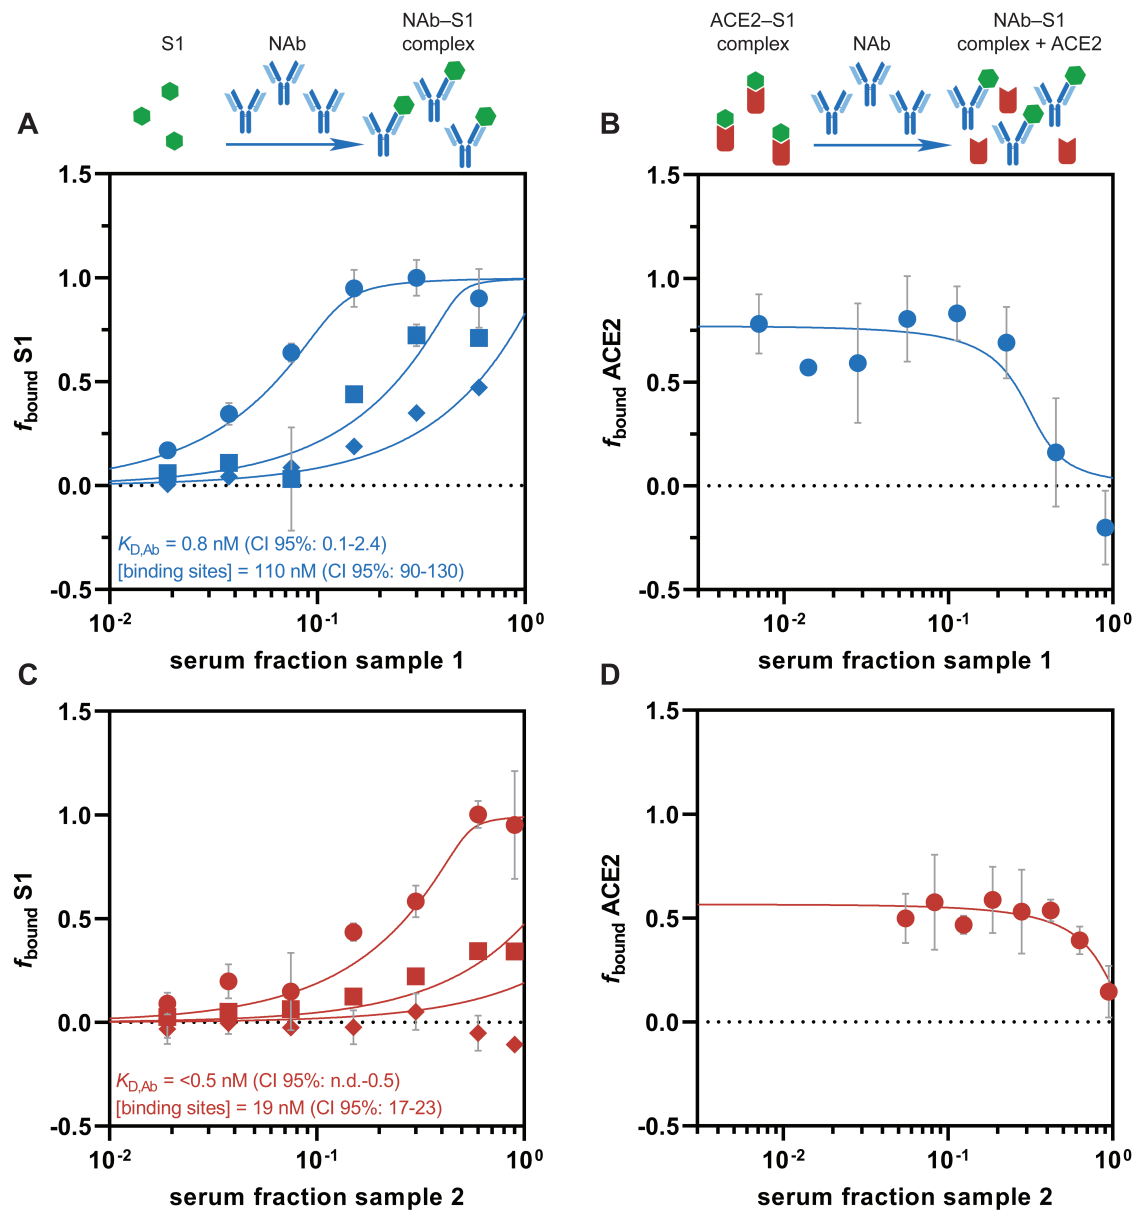 S1
NAb
NAb–S1
complex
ACE2–S1
complex
NAb
NAb–S1
complex + ACE2
A
1.5
1.0
0.5
0.0
-0.5
f bound S1
K D,Ab = 0.8 nM (CI 95%: 0.1-2.4)
[binding sites] = 110 nM (CI 95%: 90-130)
10-2
10-1
100
serum fraction sample 1
B
1.5
1.0
0.5
0.0
-0.5
f bound ACE2
10-2
10-1
100
serum fraction sample 1
C
1.5
1.0
0.5
0.0
-0.5
f bound S1
K D,Ab = <0.5 nM (CI 95%: n.d.-0.5)
[binding sites] = 19 nM (CI 95%: 17-23)
10-2
10-1
100
serum fraction sample 2
D
1.5
1.0
0.5
0.0
-0.5
f bound ACE2
10-2
10-1
100
serum fraction sample 2